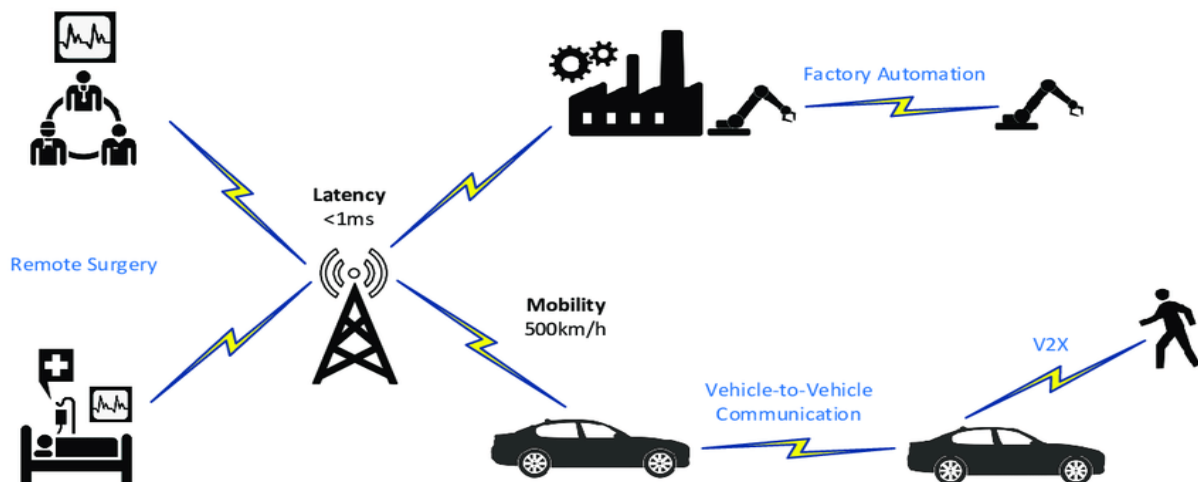 Factory Automation
Latency
<1ms
Remote Surgery
Mobility
500km/h
V2X
Vehicle-to-Vehicle
Communication